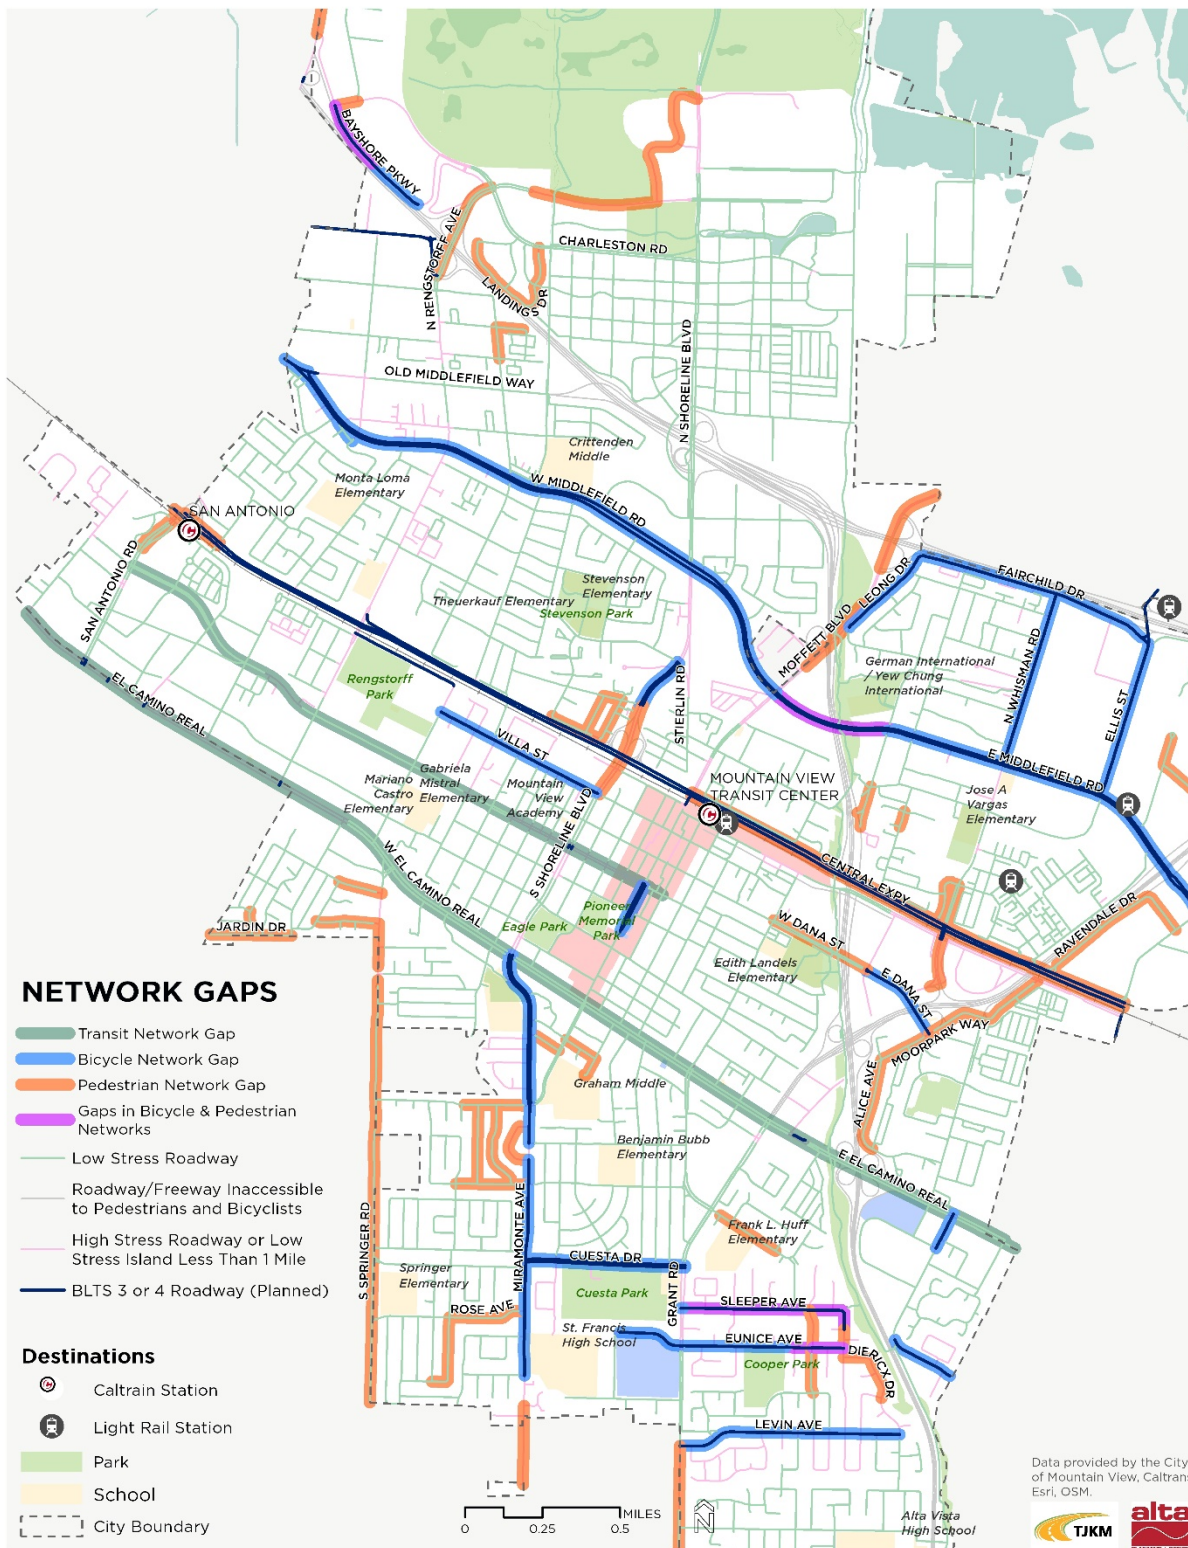 BAYSHORE PKWY
N RENGSTORFF AVE
CHARLESTON RD
LANDINGS DR
N SHORELINE BLVD
OLD MIDDLEFIELD WAY
Crittenden
Middle
W MIDDLEFIELD RD
Monta Loma
Elementary
SAN ANTONIO
SAN ANTONIO RD
Stevenson
Elementary
Theuerkauf Elementary
Stevenson Park
LEONG DR
FAIRCHILD DR
MOFFETT BLVD
N WHISMAN RD
ELLIS ST
German International
/ Yew Chung
International
Rengstorff
Park
EL CAMINO REAL
STIERLIN RD
VILLA ST
E MIDDLEFIELD RD
MOUNTAIN VIEW
TRANSIT CENTER
Gabriela
Mistral
Elementary
Mariano
Castro
Elementary
Mountain
View
Academy
Jose A
Vargas
Elementary
S SHORELINE BLVD
W EL CAMINO REAL
CENTRAL EXPY
RAVENDALE DR
Pioneer
Memorial
Park
Eagle Park
JARDIN DR
W DANA ST
Edith Landels
Elementary
E DANA ST
MOORPARK WAY
ALICE AVE
Graham Middle
Benjamin Bubb
Elementary
E EL CAMINO REAL
S SPRINGER RD
MIRAMONTE AVE
Frank L. Huff
Elementary
CUESTA DR
Springer
Elementary
Cuesta Park
GRANT RD
SLEEPER AVE
ROSE AVE
St. Francis
High School
EUNICE AVE
Cooper Park
DIERICX DR
LEVIN AVE
Alta Vista
High School
NETWORK GAPS
Transit Network Gap
Bicycle Network Gap
Pedestrian Network Gap
Gaps in Bicycle & Pedestrian
Networks
Low Stress Roadway
Roadway/Freeway Inaccessible
to Pedestrians and Bicyclists
High Stress Roadway or Low
Stress Island Less Than 1 Mile
BLTS 3 or 4 Roadway (Planned)
Destinations
Caltrain Station
Light Rail Station
Park
School
City Boundary
0 0.25 0.5 MILES
N
Data provided by the City
of Mountain View, Caltrans
Esri, OSM.
TJKM
alta